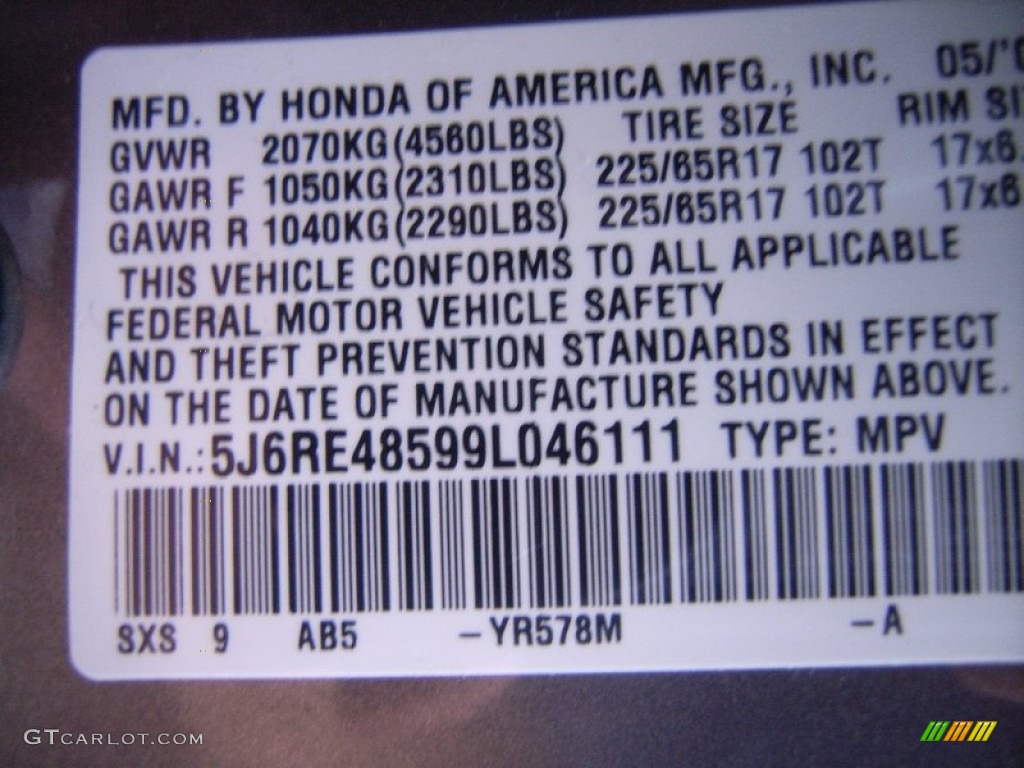 MFD. BY HONDA OF AMERICA MFG., INC. 05/'0
GVWR 2070KG(4560LBS) TIRE SIZE RIM SI
GAWR F 1050KG(2310LBS) 225/65R17 102T 17x6.
GAWR R 1040KG(2290LBS) 225/65R17 102T 17x6
THIS VEHICLE CONFORMS TO ALL APPLICABLE
FEDERAL MOTOR VEHICLE SAFETY
AND THEFT PREVENTION STANDARDS IN EFFECT
ON THE DATE OF MANUFACTURE SHOWN ABOVE.
V.I.N.: 5J6RE48599L046111 TYPE: MPV
SXS 9 AB5 -YR578M -A
GTCARLOT.COM